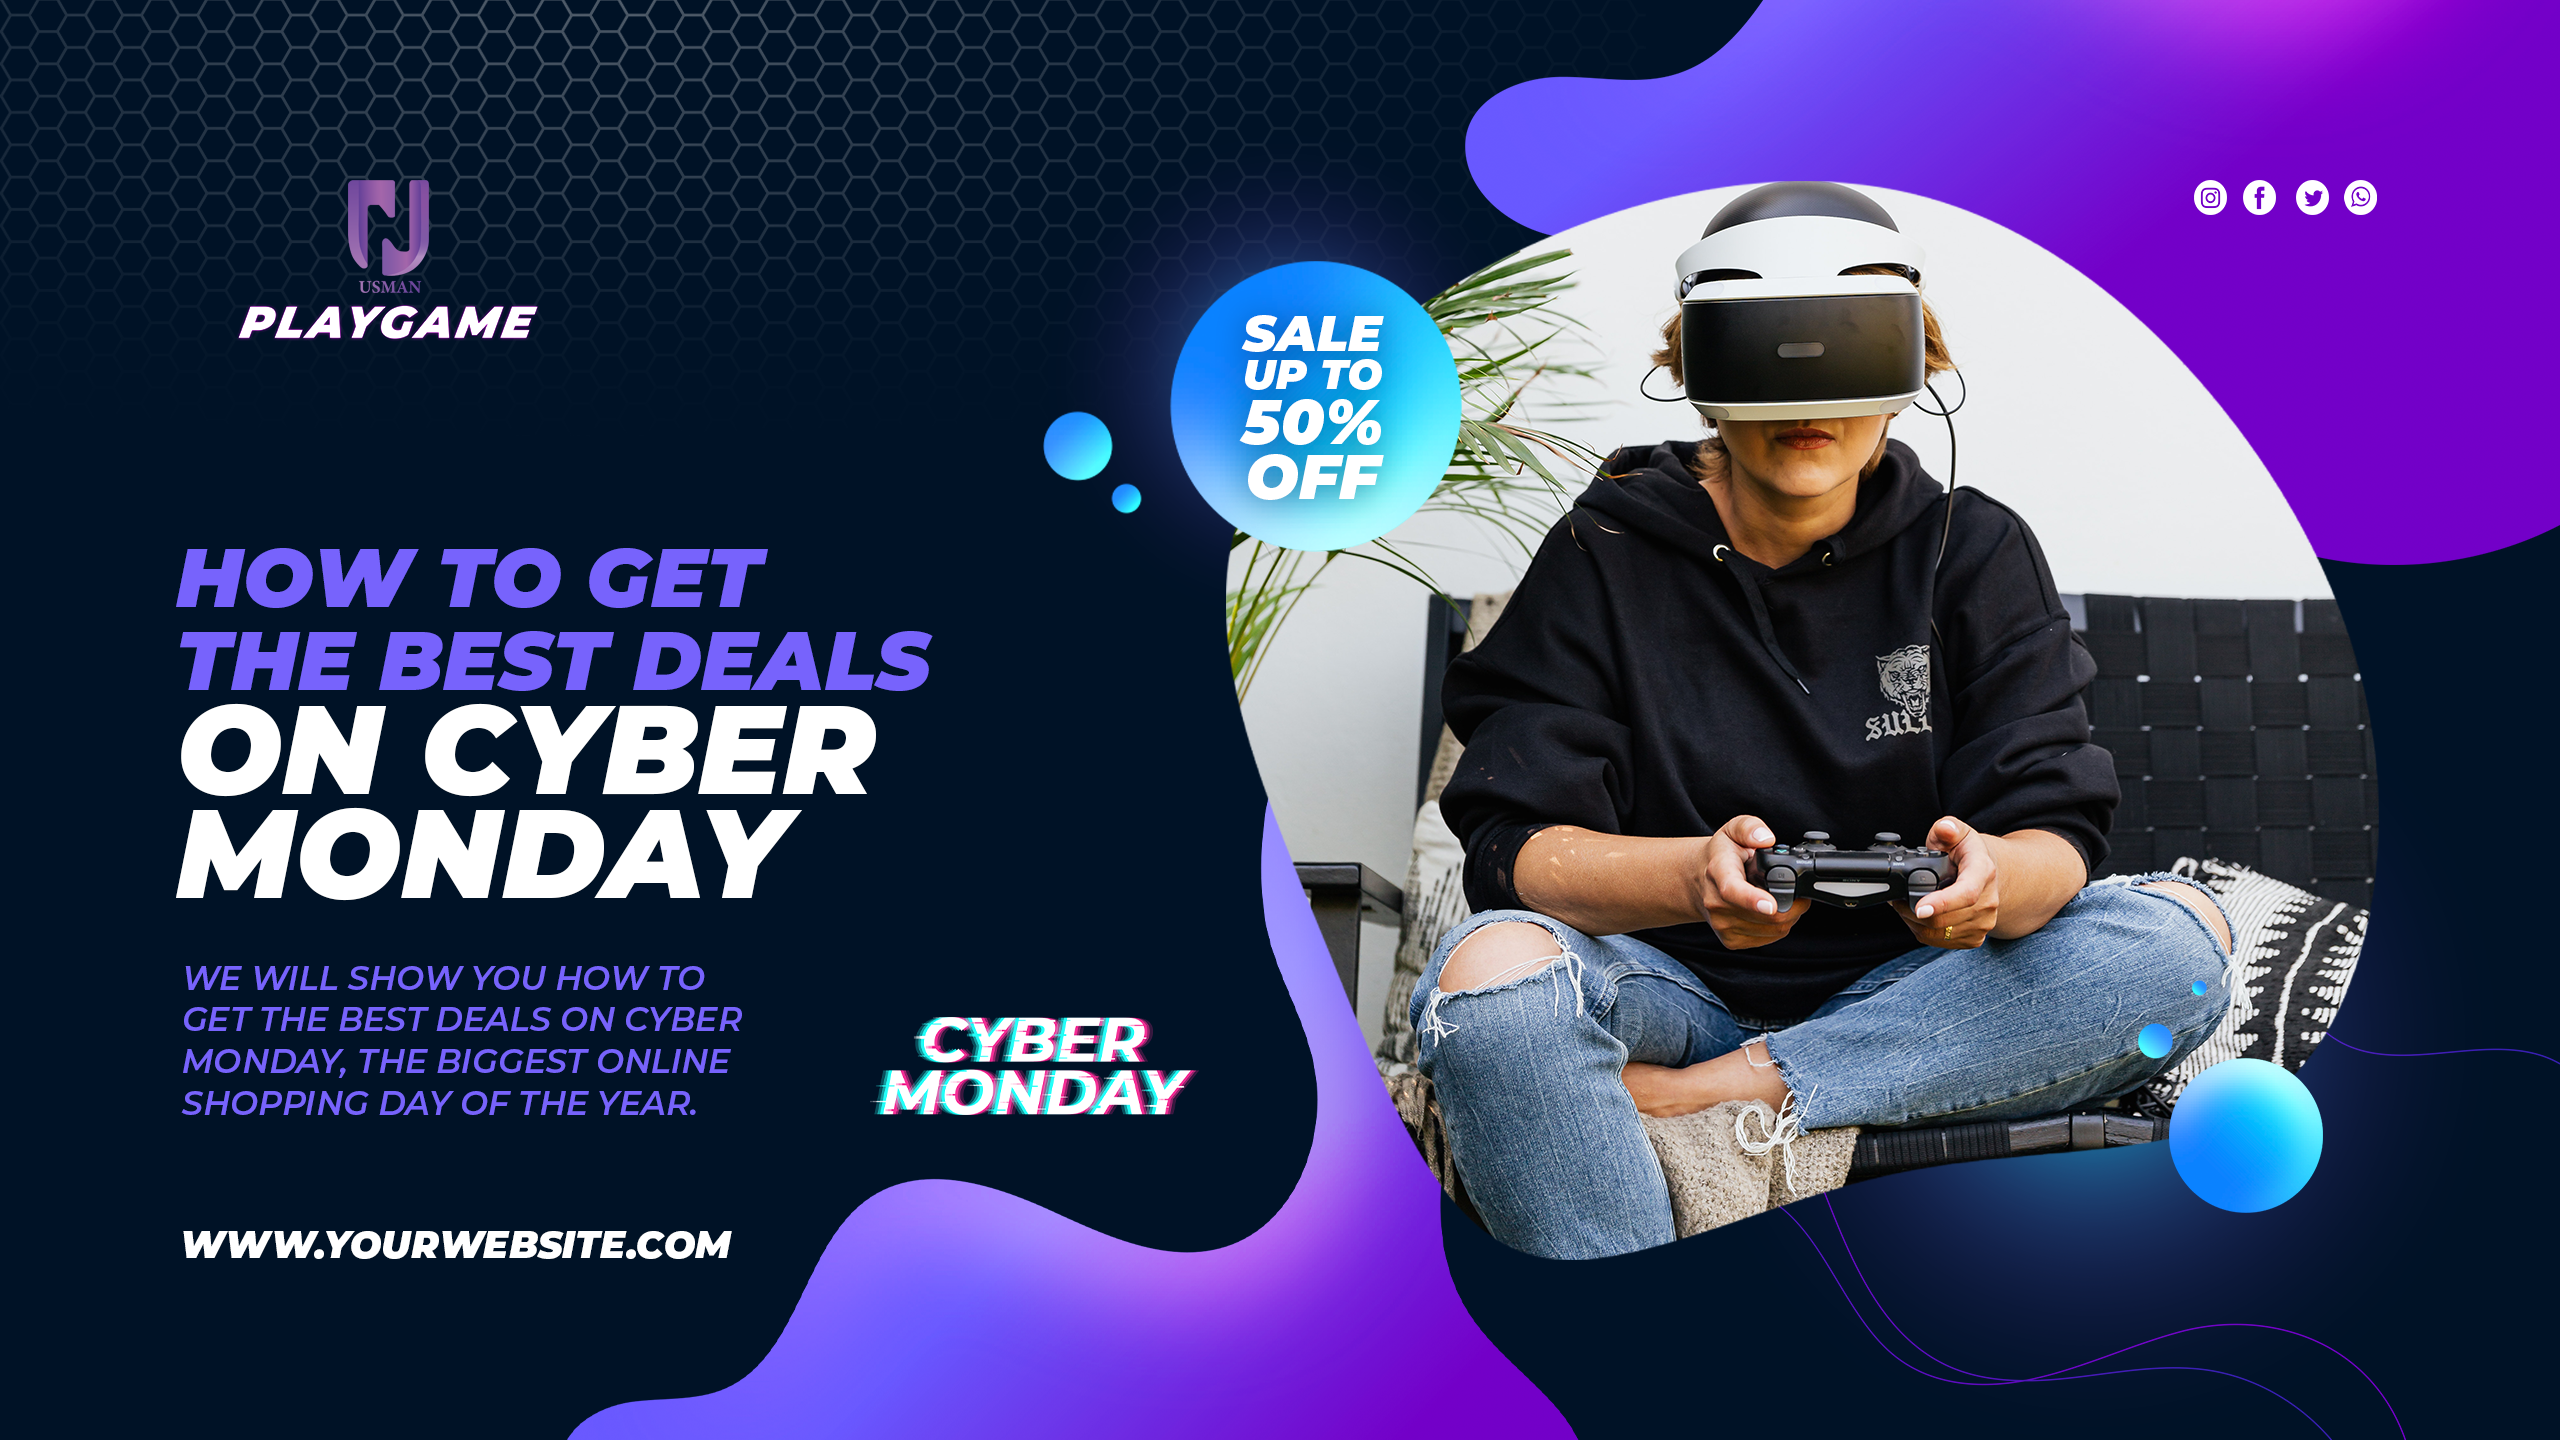 USMAN
PLAYGAME
SALE
UP TO
50%
OFF
HOW TO GET
THE BEST DEALS
ON CYBER
MONDAY
WE WILL SHOW YOU HOW TO
GET THE BEST DEALS ON CYBER
MONDAY, THE BIGGEST ONLINE
SHOPPING DAY OF THE YEAR.
CYBER
MONDAY
WWW.YOURWEBSITE.COM